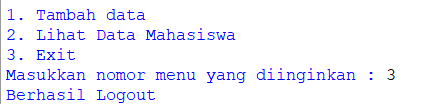 1. Tambah data
2. Lihat Data Mahasiswa
3. Exit
Masukkan nomor menu yang diinginkan : 3
Berhasil Logout